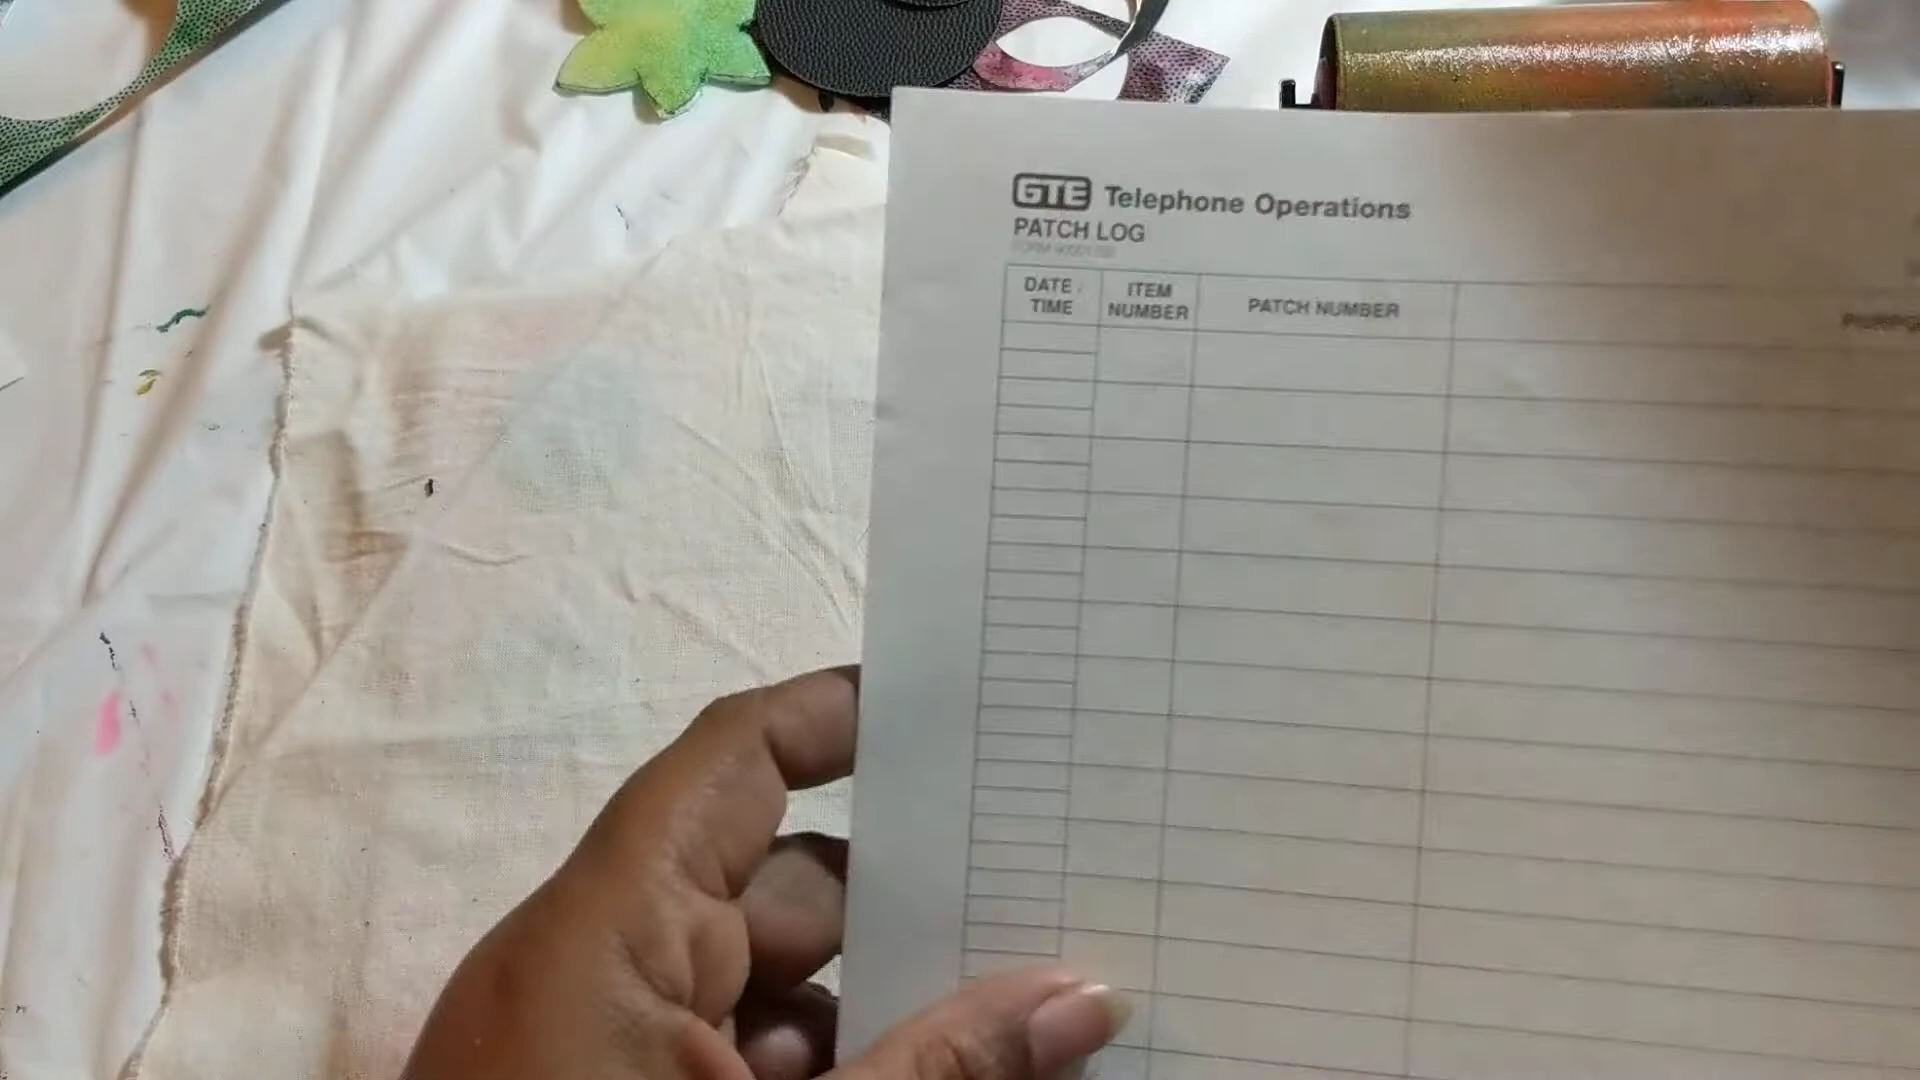 GTE Telephone Operations
PATCH LOG
DATE
TIME
ITEM
NUMBER
PATCH NUMBER